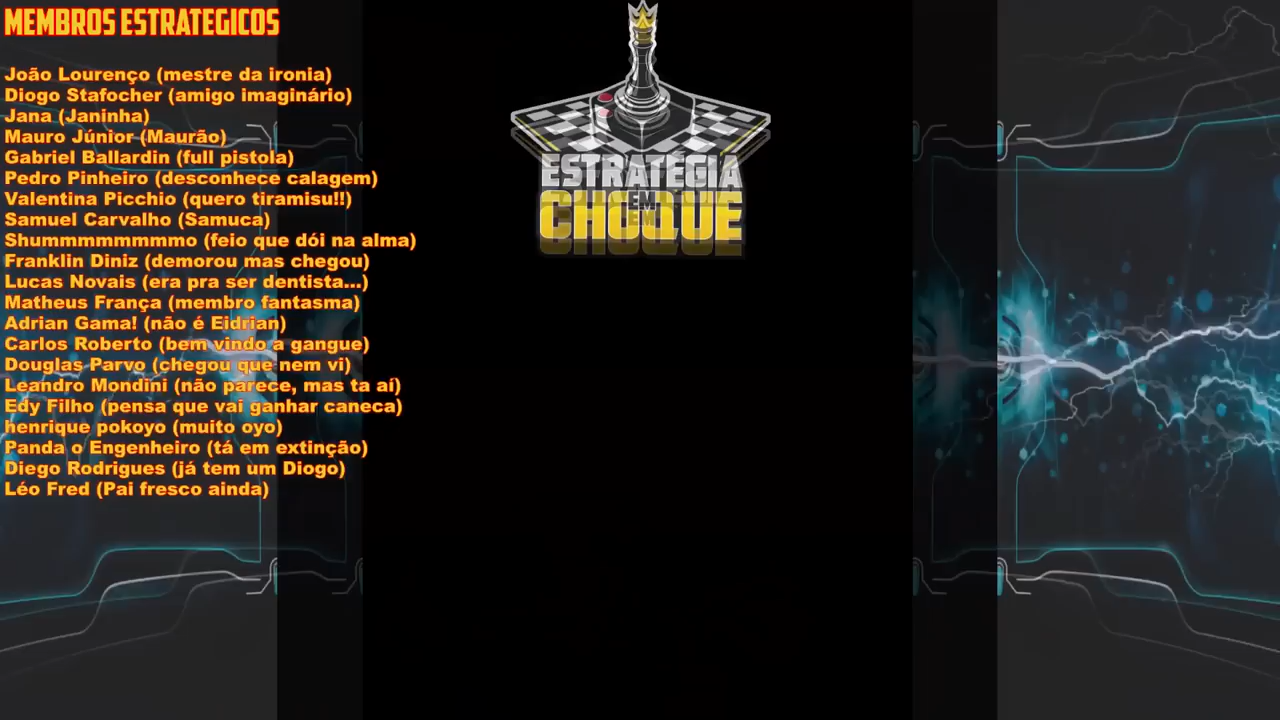 MEMBROS ESTRATEGICOS
João Lourenço (mestre da ironia)
Diogo Stafocher (amigo imaginário)
Jana (Janinha)
Mauro Júnior (Maurão)
Gabriel Ballardin (full pistola)
Pedro Pinheiro (desconhece calagem)
Valentina Picchio (quero tiramisu!!)
Samuel Carvalho (Samuca)
Shummmmmmmmo (feio que dói na alma)
Franklin Diniz (demorou mas chegou)
Lucas Novais (era pra ser dentista...)
Matheus França (membro fantasma)
Adrian Gama! (não é Eidrian)
Carlos Roberto (bem vindo a gangue)
Douglas Parvo (chegou que nem vi)
Leandro Mondini (não parece, mas ta aí)
Edy Filho (pensa que vai ganhar caneca)
henrique pokoyo (muito oyo)
Panda o Engenheiro (tá em extinção)
Diego Rodrigues (já tem um Diogo)
Léo Fred (Pai fresco ainda)
ESTRATÉGIA
EM
CHOQUE